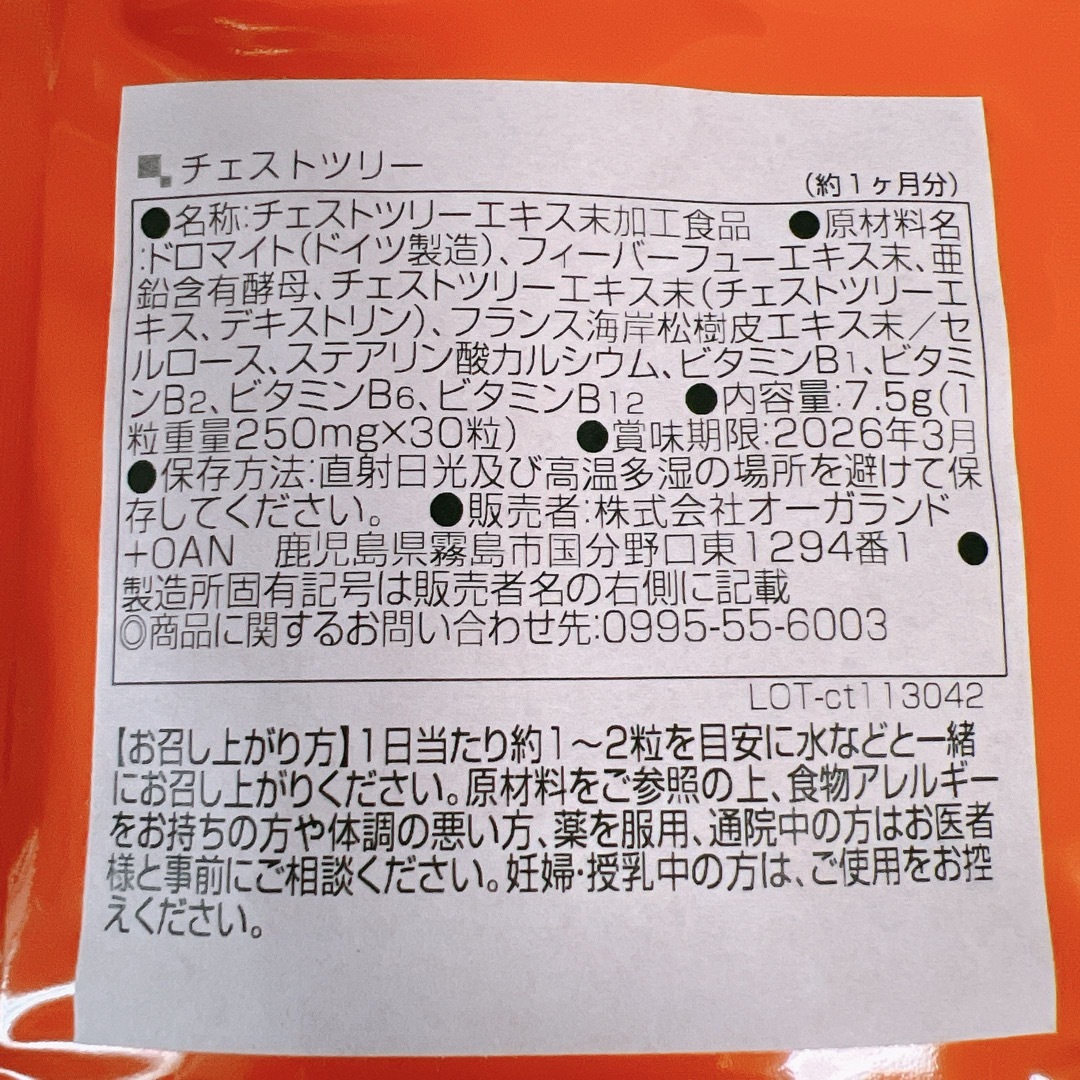 チェストツリー
(約1ヶ月分)
●名称:チェストツリーエキス末加工食品 ●原材料名
:ドロマイト(ドイツ製造)、フィーバーフューエキス末、亜
鉛含有酵母、チェストツリーエキス末(チェストツリーエ
キス、デキストリン)、フランス海岸松樹皮エキス末/セ
ルロース、ステアリン酸カルシウム、ビタミンB1、ビタミ
ンB2、ビタミンB6、ビタミンB12 ●内容量:7.5g(1
粒重量250mg×30粒) ●賞味期限:2026年3月
●保存方法:直射日光及び高温多湿の場所を避けて保
存してください。 ●販売者:株式会社オーガランド
+OAN 鹿児島県霧島市国分野口東1294番1 ●
製造所固有記号は販売者名の右側に記載
◎商品に関するお問い合わせ先:0995-55-6003
LOT-ct113042
【お召し上がり方】1日当たり約1〜2粒を目安に水などと一緒
にお召し上がりください。原材料をご参照の上、食物アレルギー
をお持ちの方や体調の悪い方、薬を服用、通院中の方はお医者
様と事前にご相談ください。妊婦・授乳中の方は、ご使用をお控
えください。